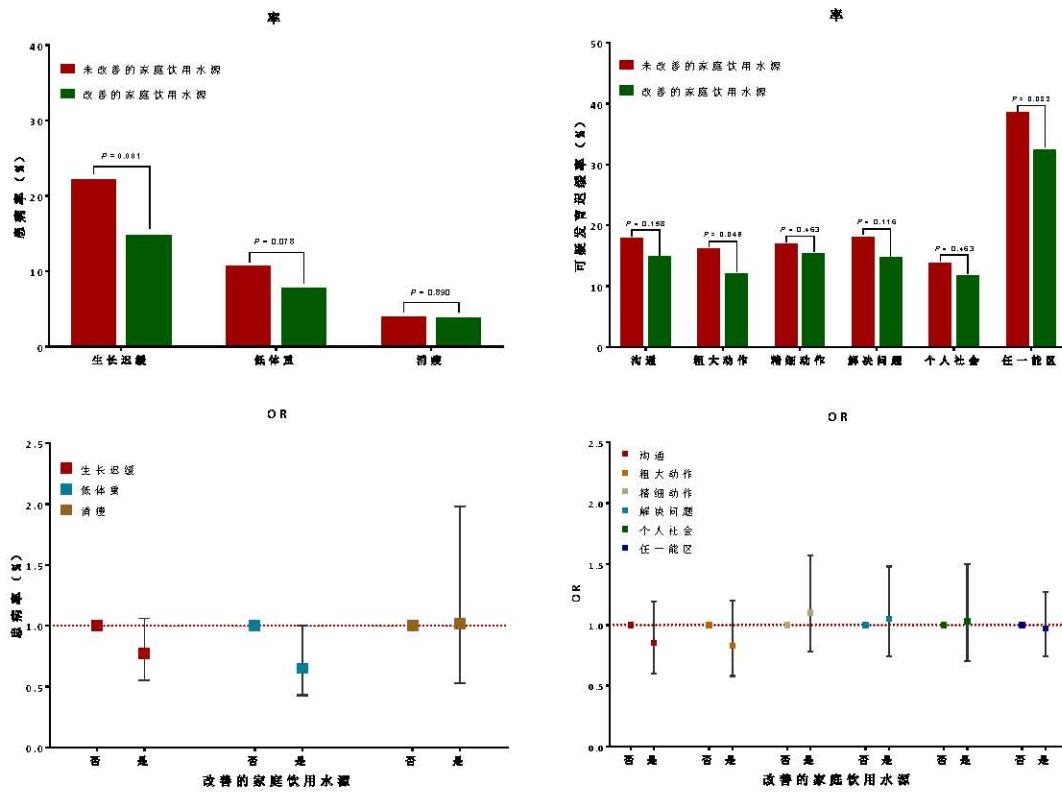 率
40
未改善的家庭饮用水源
改善的家庭饮用水源
30
P = 0.001
20
P = 0.078
10
P = 0.890
0
患病率（%）
生长迟缓 低体重 消瘦
率
50
未改善的家庭饮用水源
改善的家庭饮用水源
40
P = 0.003
30
20
P = 0.158
P = 0.049
P = 0.463
P = 0.116
P = 0.463
10
0
可疑发育迟缓率（%）
沟通 粗大动作 精细动作 解决问题 个人社会 任一能区
OR
2.5
生长迟缓
低体重
消瘦
2.0
1.5
1.0
0.5
0.0
患病率（%）
否 是 否 是 否 是
改善的家庭饮用水源
OR
2.5
沟通
粗大动作
精细动作
解决问题
个人社会
任一能区
2.0
1.5
1.0
0.5
0.0
OR
否 是 否 是 否 是 否 是 否 是 否 是
改善的家庭饮用水源